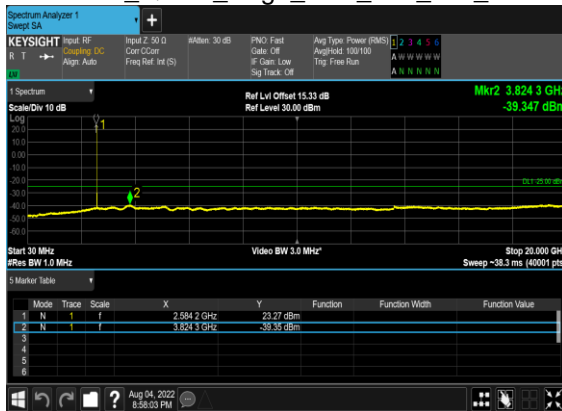 Spectrum Analyzer 1
Swept SA
+
KEYSIGHT Input: RF Input Z: 50 Ω #Atten: 30 dB PNO: Fast Avg Type: Power (RMS) 1 2 3 4 5 6
R T Coupling: DC Corr CCorr Gate: Off Avg|Hold: 100/100 A W W W W W
Align: Auto Freq Ref: Int (S) IF Gain: Low Trig: Free Run
Sig Track: Off A N N N N N
1 Spectrum Ref Lvl Offset 15.33 dB Mkr2 3.824 3 GHz
Scale/Div 10 dB Ref Level 30.00 dBm -39.347 dBm
Log
20.0
10.0
0.00
-10.0
-20.0
-30.0
-40.0
-50.0
-60.0
1
2
Start 30 MHz Video BW 3.0 MHz* Stop 20.000 GH
#Res BW 1.0 MHz Sweep ~38.3 ms (40001 pts
5 Marker Table
Mode Trace Scale X Y Function Function Width Function Value
1 N 1 f 2.584 2 GHz 23.27 dBm
2 N 1 f 3.824 3 GHz -39.35 dBm
3
4
5
6
?
Aug 04, 2022
8:58:03 PM